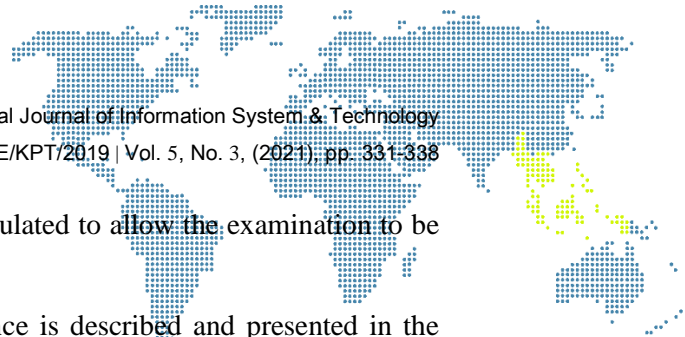 al Journal of Information System & Technology
E/KPT/2019 | Vol. 5, No. 3, (2021), pp. 331-338
ulated to allow the examination to be
ce is described and presented in the